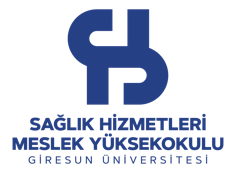 SAĞLIK HİZMETLERİ
MESLEK YÜKSEKOKULU
GİRESUN ÜNİVERSİTESİ